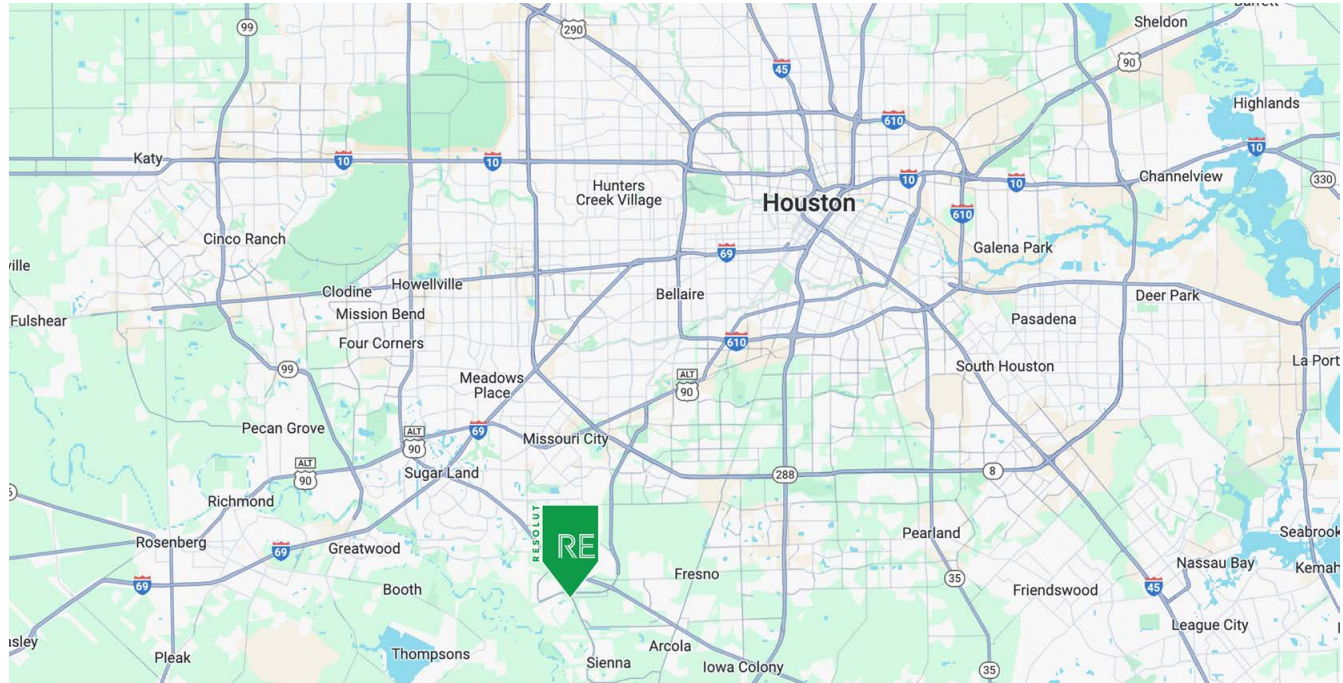 Barrett
Sheldon
99
290
45
90
610
Highlands
Katy
10
10
10
10
10
Channelview
330
Hunters
Creek Village
Houston
610
Cinco Ranch
Galena Park
69
ville
Clodine
Howellville
Bellaire
Deer Park
Fulshear
Mission Bend
Pasadena
Four Corners
610
99
South Houston
La Port
Meadows
Place
ALT
90
Pecan Grove
69
Missouri City
ALT
90
ALT
90
Sugar Land
288
8
Richmond
RESOLUT
RE
Rosenberg
Greatwood
69
Pearland
Seabrook
69
Booth
Fresno
35
Friendswood
45
Nassau Bay
Kemah
League City
Arcola
Pleak
Thompsons
Sienna
Iowa Colony
35